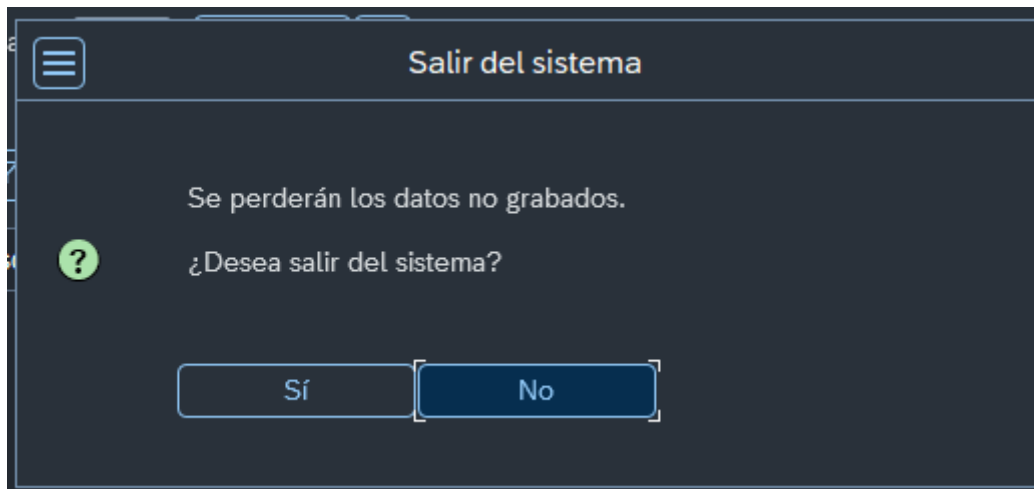 Salir del sistema
Se perderán los datos no grabados.
¿Desea salir del sistema?
Sí
No